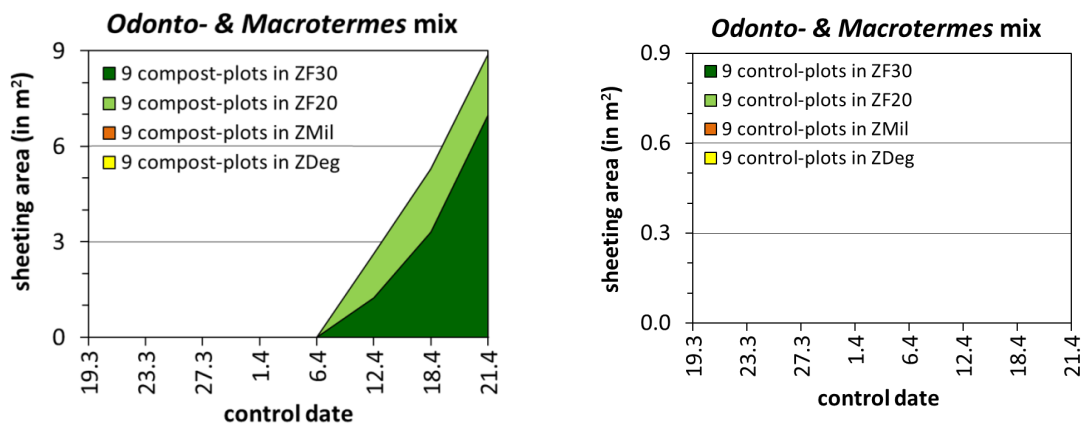 Odonto- & Macrotermes mix
9
6
3
0
sheeting area (in m²)
9 compost-plots in ZF30
9 compost-plots in ZF20
9 compost-plots in ZMil
9 compost-plots in ZDeg
19.3
23.3
27.3
1.4
6.4
12.4
18.4
21.4
control date
Odonto- & Macrotermes mix
0.9
0.6
0.3
0.0
sheeting area (in m²)
9 control-plots in ZF30
9 control-plots in ZF20
9 control-plots in ZMil
9 control-plots in ZDeg
19.3
23.3
27.3
1.4
6.4
12.4
18.4
21.4
control date